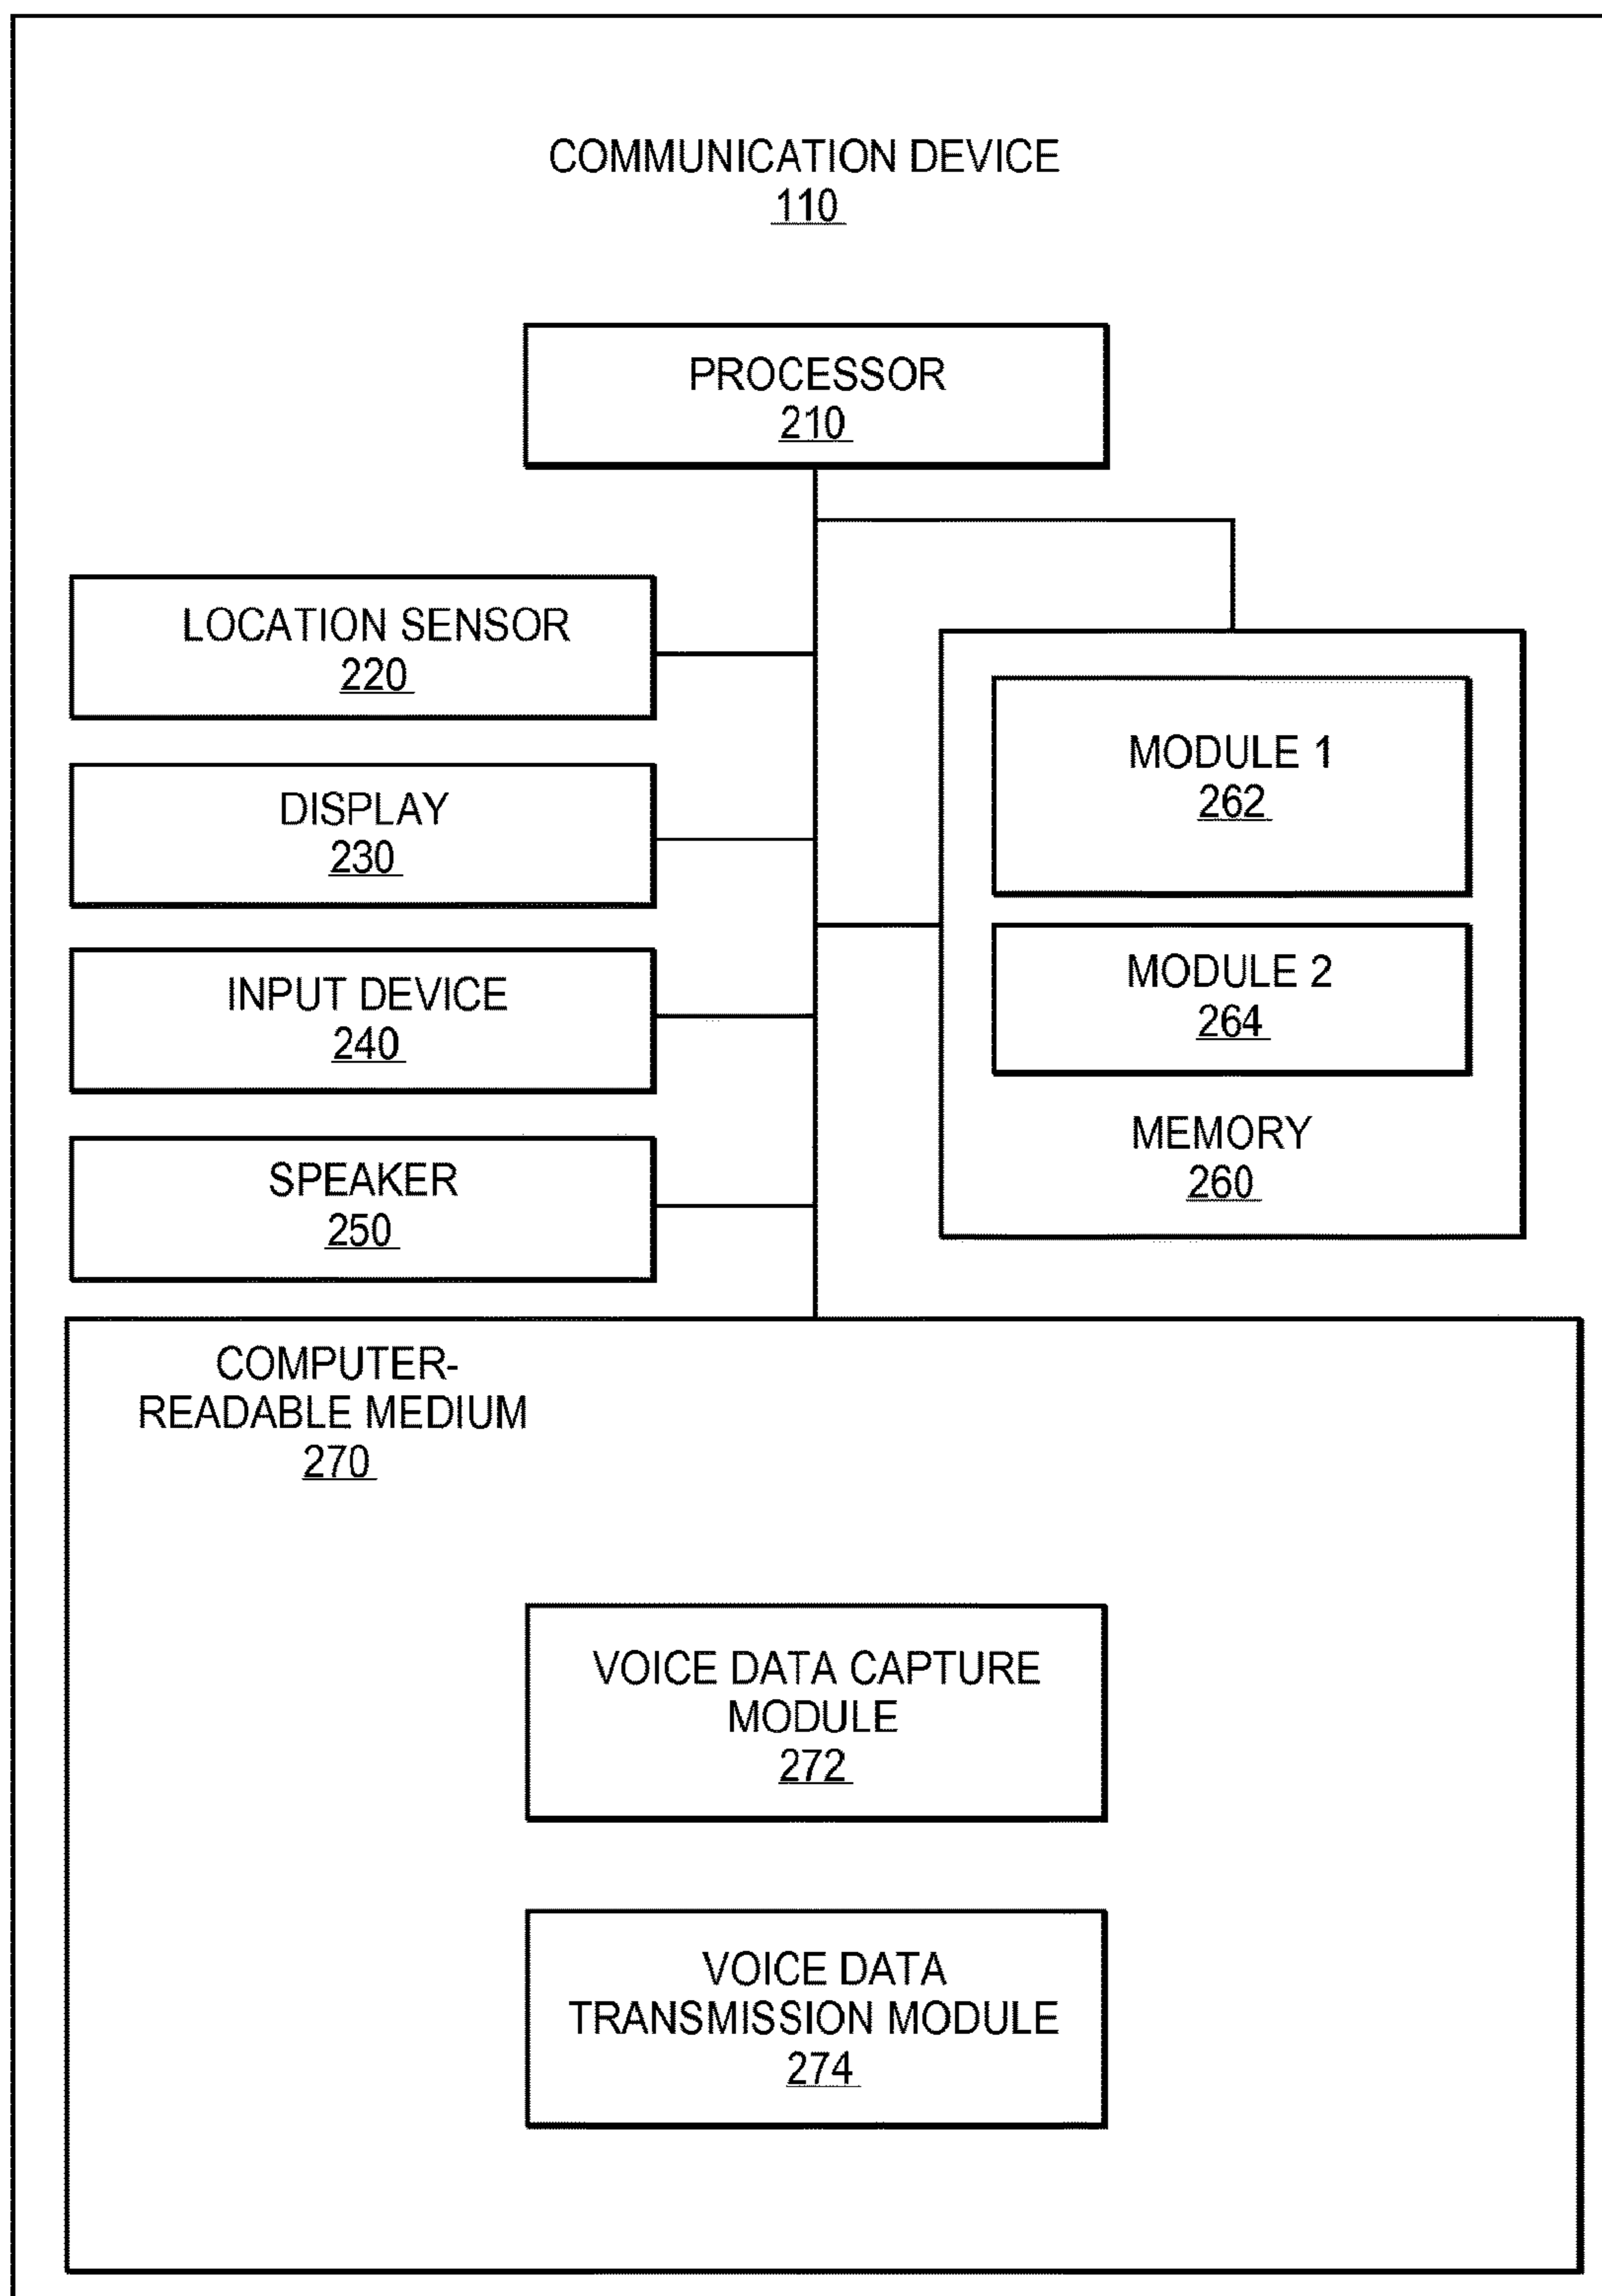 COMMUNICATION DEVICE
110
PROCESSOR
210
LOCATION SENSOR
220
DISPLAY
230
INPUT DEVICE
240
SPEAKER
250
MODULE 1
262
MODULE 2
264
MEMORY
260
COMPUTER-
READABLE MEDIUM
270
VOICE DATA CAPTURE
MODULE
272
VOICE DATA
TRANSMISSION MODULE
274